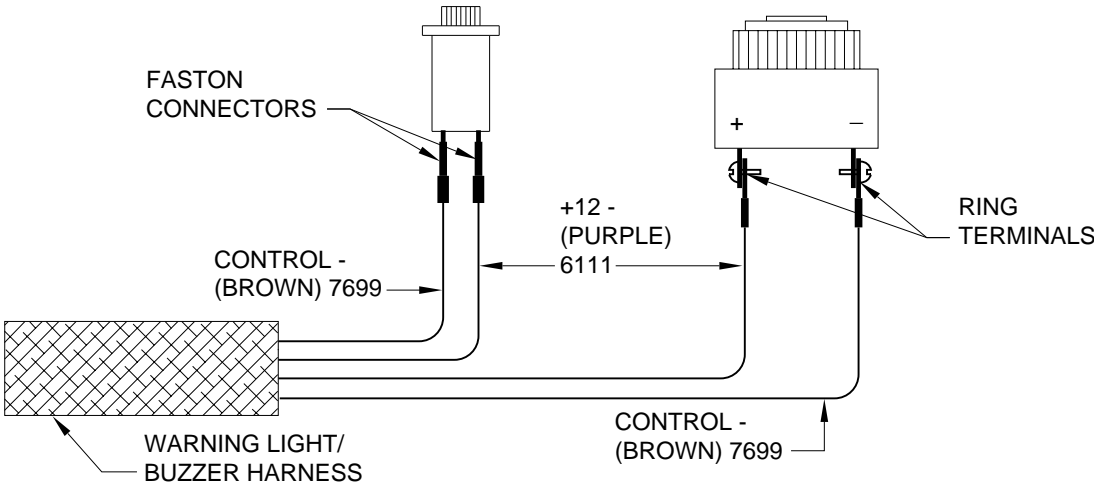 FASTON
CONNECTORS
+
–
+12 -
(PURPLE)
6111
RING
TERMINALS
CONTROL -
(BROWN) 7699
CONTROL -
(BROWN) 7699
WARNING LIGHT/
BUZZER HARNESS